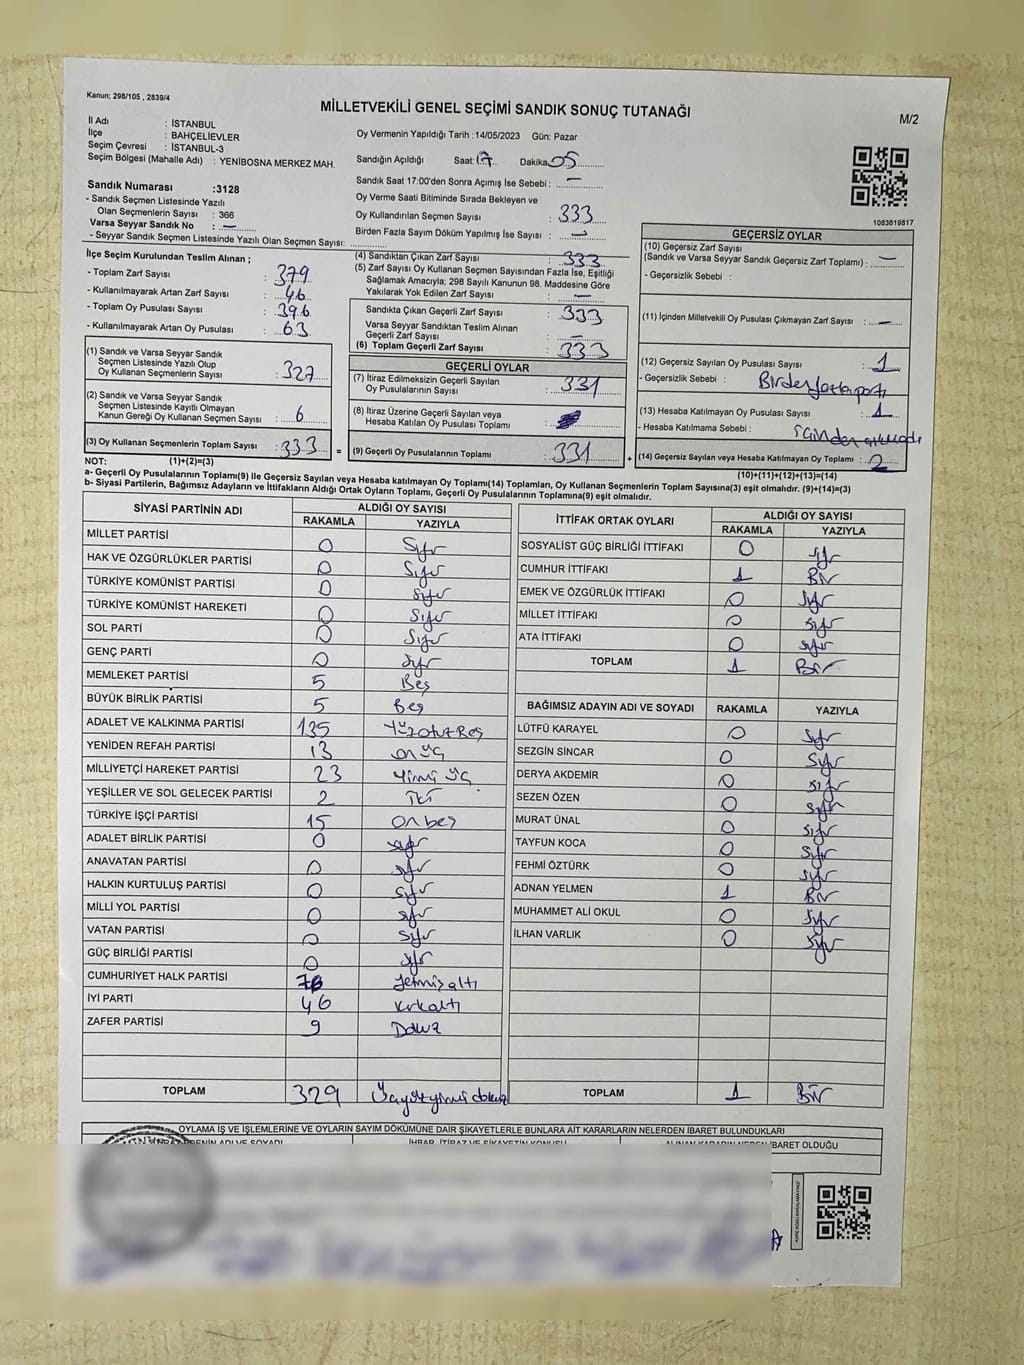 Kanun; 298/105 , 2839/4
MİLLETVEKİLİ GENEL SEÇİMİ SANDIK SONUÇ TUTANAĞI
M/2
İl Adı : İSTANBUL
İlçe : BAHÇELİEVLER
Seçim Çevresi : İSTANBUL-3
Seçim Bölgesi (Mahalle Adı) : YENİBOSNA MERKEZ MAH.
Sandık Numarası :3128
- Sandık Seçmen Listesinde Yazılı
Olan Seçmenlerin Sayısı : 366
Varsa Seyyar Sandık No : —
- Seyyar Sandık Seçmen Listesinde Yazılı Olan Seçmen Sayısı: ............
Oy Vermenin Yapıldığı Tarih : 14/05/2023 Gün: Pazar
Sandığın Açıldığı Saat: 17 Dakika 05
Sandık Saat 17:00'den Sonra Açımış İse Sebebi : —
Oy Verme Saati Bitiminde Sırada Bekleyen ve
Oy Kullandırılan Seçmen Sayısı : 333
Birden Fazla Sayım Döküm Yapılmış İse Sayısı : —
1083619817
İlçe Seçim Kurulundan Teslim Alınan ;
- Toplam Zarf Sayısı : 379
- Kullanılmayarak Artan Zarf Sayısı : 46
- Toplam Oy Pusulası Sayısı : 396
- Kullanılmayarak Artan Oy Pusulası : 63
(1) Sandık ve Varsa Seyyar Sandık
Seçmen Listesinde Yazılı Olup
Oy Kullanan Seçmenlerin Sayısı : 327
(2) Sandık ve Varsa Seyyar Sandık
Seçmen Listesinde Kayıtlı Olmayan
Kanun Gereği Oy Kullanan Seçmen Sayısı : 6
(3) Oy Kullanan Seçmenlerin Toplam Sayısı : 333
(4) Sandıktan Çıkan Zarf Sayısı : 333
(5) Zarf Sayısı Oy Kullanan Seçmen Sayısından Fazla İse, Eşitliği
Sağlamak Amacıyla; 298 Sayılı Kanunun 98. Maddesine Göre
Yakılarak Yok Edilen Zarf Sayısı : —
Sandıkta Çıkan Geçerli Zarf Sayısı : 333
Varsa Seyyar Sandıktan Teslim Alınan
Geçerli Zarf Sayısı : —
(6) Toplam Geçerli Zarf Sayısı : 333
GEÇERLİ OYLAR
(7) İtiraz Edilmeksizin Geçerli Sayılan
Oy Pusulalarının Sayısı : 331
(8) İtiraz Üzerine Geçerli Sayılan veya
Hesaba Katılan Oy Pusulası Toplamı :
= (9) Geçerli Oy Pusulalarının Toplamı : 331 +
GEÇERSİZ OYLAR
(10) Geçersiz Zarf Sayısı
(Sandık ve Varsa Seyyar Sandık Geçersiz Zarf Toplamı) : —
- Geçersizlik Sebebi :
(11) İçinden Milletvekili Oy Pusulası Çıkmayan Zarf Sayısı : —
(12) Geçersiz Sayılan Oy Pusulası Sayısı : 1
- Geçersizlik Sebebi : Birden fazla parti
(13) Hesaba Katılmayan Oy Pusulası Sayısı : 1
- Hesaba Katılmama Sebebi : içinden çıkmadı
(14) Geçersiz Sayılan veya Hesaba Katılmayan Oy Toplamı : 2
NOT: (1)+(2)=(3)
(10)+(11)+(12)+(13)=(14)
a- Geçerli Oy Pusulalarının Toplamı(9) ile Geçersiz Sayılan veya Hesaba katılmayan Oy Toplamı(14) Toplamları, Oy Kullanan Seçmenlerin Toplam Sayısına(3) eşit olmalıdır. (9)+(14)=(3)
b- Siyasi Partilerin, Bağımsız Adayların ve İttifakların Aldığı Ortak Oyların Toplamı, Geçerli Oy Pusulalarının Toplamına(9) eşit olmalıdır.
SİYASİ PARTİNİN ADI ALDIĞI OY SAYISI
RAKAMLA YAZIYLA
MİLLET PARTİSİ 0 Sıfır
HAK VE ÖZGÜRLÜKLER PARTİSİ 0 Sıfır
TÜRKİYE KOMÜNİST PARTİSİ 0 Sıfır
TÜRKİYE KOMÜNİST HAREKETİ 0 Sıfır
SOL PARTİ 0 Sıfır
GENÇ PARTİ 0 Sıfır
MEMLEKET PARTİSİ 5 Beş
BÜYÜK BİRLİK PARTİSİ 5 Beş
ADALET VE KALKINMA PARTİSİ 135 Yüzotuzbeş
YENİDEN REFAH PARTİSİ 13 on üç
MİLLİYETÇİ HAREKET PARTİSİ 23 Yirmi üç
YEŞİLLER VE SOL GELECEK PARTİSİ 2 İki
TÜRKİYE İŞÇİ PARTİSİ 15 onbeş
ADALET BİRLİK PARTİSİ 0 sıfır
ANAVATAN PARTİSİ 0 sıfır
HALKIN KURTULUŞ PARTİSİ 0 sıfır
MİLLİ YOL PARTİSİ 0 sıfır
VATAN PARTİSİ 0 sıfır
GÜÇ BİRLİĞİ PARTİSİ 0 sıfır
CUMHURİYET HALK PARTİSİ 76 Yetmiş altı
İYİ PARTİ 46 kırkaltı
ZAFER PARTİSİ 9 Dokuz
TOPLAM 329 Üçyüzyirmidokuz
İTTİFAK ORTAK OYLARI ALDIĞI OY SAYISI
RAKAMLA YAZIYLA
SOSYALİST GÜÇ BİRLİĞİ İTTİFAKI 0 sıfır
CUMHUR İTTİFAKI 1 Bir
EMEK VE ÖZGÜRLÜK İTTİFAKI 0 sıfır
MİLLET İTTİFAKI 0 sıfır
ATA İTTİFAKI 0 sıfır
TOPLAM 1 Bir
BAĞIMSIZ ADAYIN ADI VE SOYADI RAKAMLA YAZIYLA
LÜTFÜ KARAYEL 0 sıfır
SEZGİN SİNCAR 0 sıfır
DERYA AKDEMİR 0 sıfır
SEZEN ÖZEN 0 sıfır
MURAT ÜNAL 0 sıfır
TAYFUN KOCA 0 sıfır
FEHMİ ÖZTÜRK 0 sıfır
ADNAN YELMEN 1 Bir
MUHAMMET ALİ OKUL 0 sıfır
İLHAN VARLIK 0 sıfır
TOPLAM 1 Bir
OYLAMA İŞ VE İŞLEMLERİNE VE OYLARIN SAYIM DÖKÜMÜNE DAİR ŞİKAYETLERLE BUNLARA AİT KARARLARIN NELERDEN İBARET BULUNDUKLARI
İHBAR, İTİRAZ VE ŞİKAYETİN KONUSU ALINAN KARARIN NEDEN İBARET OLDUĞU